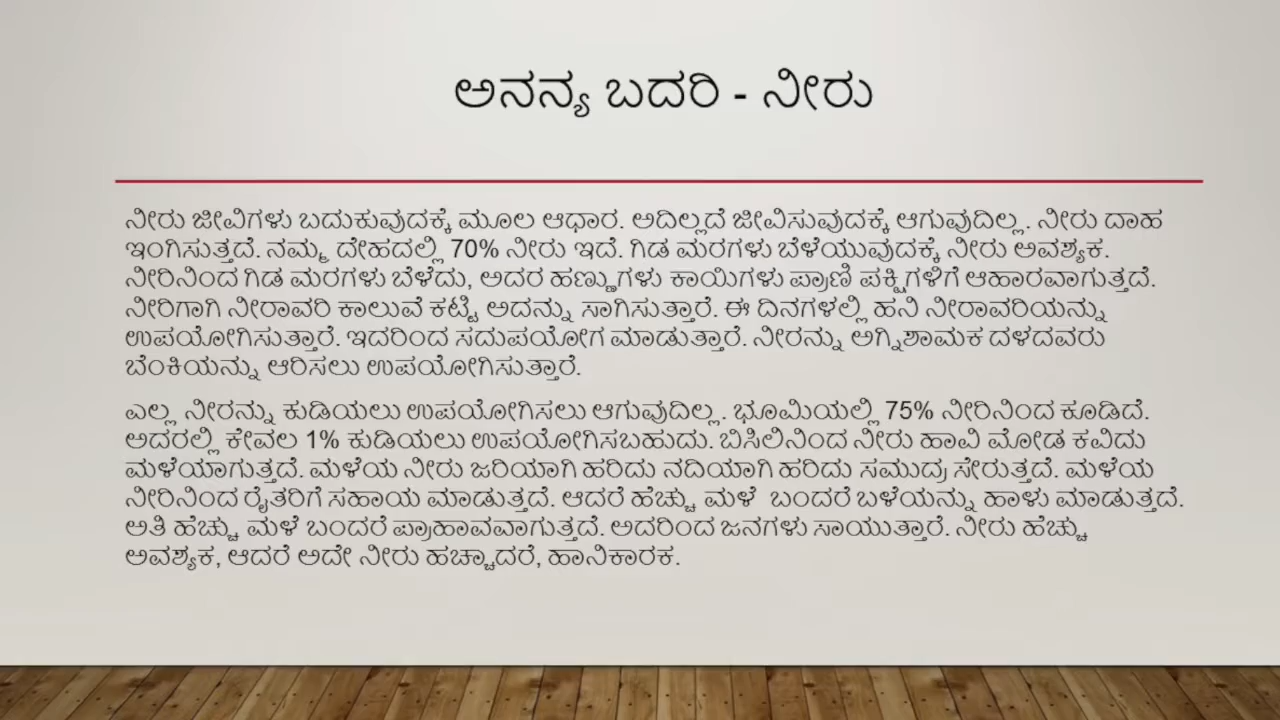 ಅನನ್ಯ ಬದರಿ - ನೀರು
ನೀರು ಜೀವಿಗಳು ಬದುಕುವುದಕ್ಕೆ ಮೂಲ ಆಧಾರ. ಅದಿಲ್ಲದೆ ಜೀವಿಸುವುದಕ್ಕೆ ಆಗುವುದಿಲ್ಲ. ನೀರು ದಾಹ
ಇಂಗಿಸುತ್ತದೆ. ನಮ್ಮ ದೇಹದಲ್ಲಿ 70% ನೀರು ಇದೆ. ಗಿಡ ಮರಗಳು ಬೆಳೆಯುವುದಕ್ಕೆ ನೀರು ಅವಶ್ಯಕ.
ನೀರಿನಿಂದ ಗಿಡ ಮರಗಳು ಬೆಳೆದು, ಅದರ ಹಣ್ಣುಗಳು ಕಾಯಿಗಳು ಪ್ರಾಣಿ ಪಕ್ಷಿಗಳಿಗೆ ಆಹಾರವಾಗುತ್ತದೆ.
ನೀರಿಗಾಗಿ ನೀರಾವರಿ ಕಾಲುವೆ ಕಟ್ಟಿ ಅದನ್ನು ಸಾಗಿಸುತ್ತಾರೆ. ಈ ದಿನಗಳಲ್ಲಿ ಹನಿ ನೀರಾವರಿಯನ್ನು
ಉಪಯೋಗಿಸುತ್ತಾರೆ. ಇದರಿಂದ ಸದುಪಯೋಗ ಮಾಡುತ್ತಾರೆ. ನೀರನ್ನು ಅಗ್ನಿಶಾಮಕ ದಳದವರು
ಬೆಂಕಿಯನ್ನು ಆರಿಸಲು ಉಪಯೋಗಿಸುತ್ತಾರೆ.
ಎಲ್ಲ ನೀರನ್ನು ಕುಡಿಯಲು ಉಪಯೋಗಿಸಲು ಆಗುವುದಿಲ್ಲ. ಭೂಮಿಯಲ್ಲಿ 75% ನೀರಿನಿಂದ ಕೂಡಿದೆ.
ಅದರಲ್ಲಿ ಕೇವಲ 1% ಕುಡಿಯಲು ಉಪಯೋಗಿಸಬಹುದು. ಬಿಸಿಲಿನಿಂದ ನೀರು ಹಾವಿ ಮೋಡ ಕವಿದು
ಮಳೆಯಾಗುತ್ತದೆ. ಮಳೆಯ ನೀರು ಜರಿಯಾಗಿ ಹರಿದು ನದಿಯಾಗಿ ಹರಿದು ಸಮುದ್ರ ಸೇರುತ್ತದೆ. ಮಳೆಯ
ನೀರಿನಿಂದ ರೈತರಿಗೆ ಸಹಾಯ ಮಾಡುತ್ತದೆ. ಆದರೆ ಹೆಚ್ಚು ಮಳೆ ಬಂದರೆ ಬಳೆಯನ್ನು ಹಾಳು ಮಾಡುತ್ತದೆ.
ಅತಿ ಹೆಚ್ಚು ಮಳೆ ಬಂದರೆ ಪ್ರಾಹಾವವಾಗುತ್ತದೆ. ಅದರಿಂದ ಜನಗಳು ಸಾಯುತ್ತಾರೆ. ನೀರು ಹೆಚ್ಚು
ಅವಶ್ಯಕ, ಆದರೆ ಅದೇ ನೀರು ಹಚ್ಚಾದರೆ, ಹಾನಿಕಾರಕ.